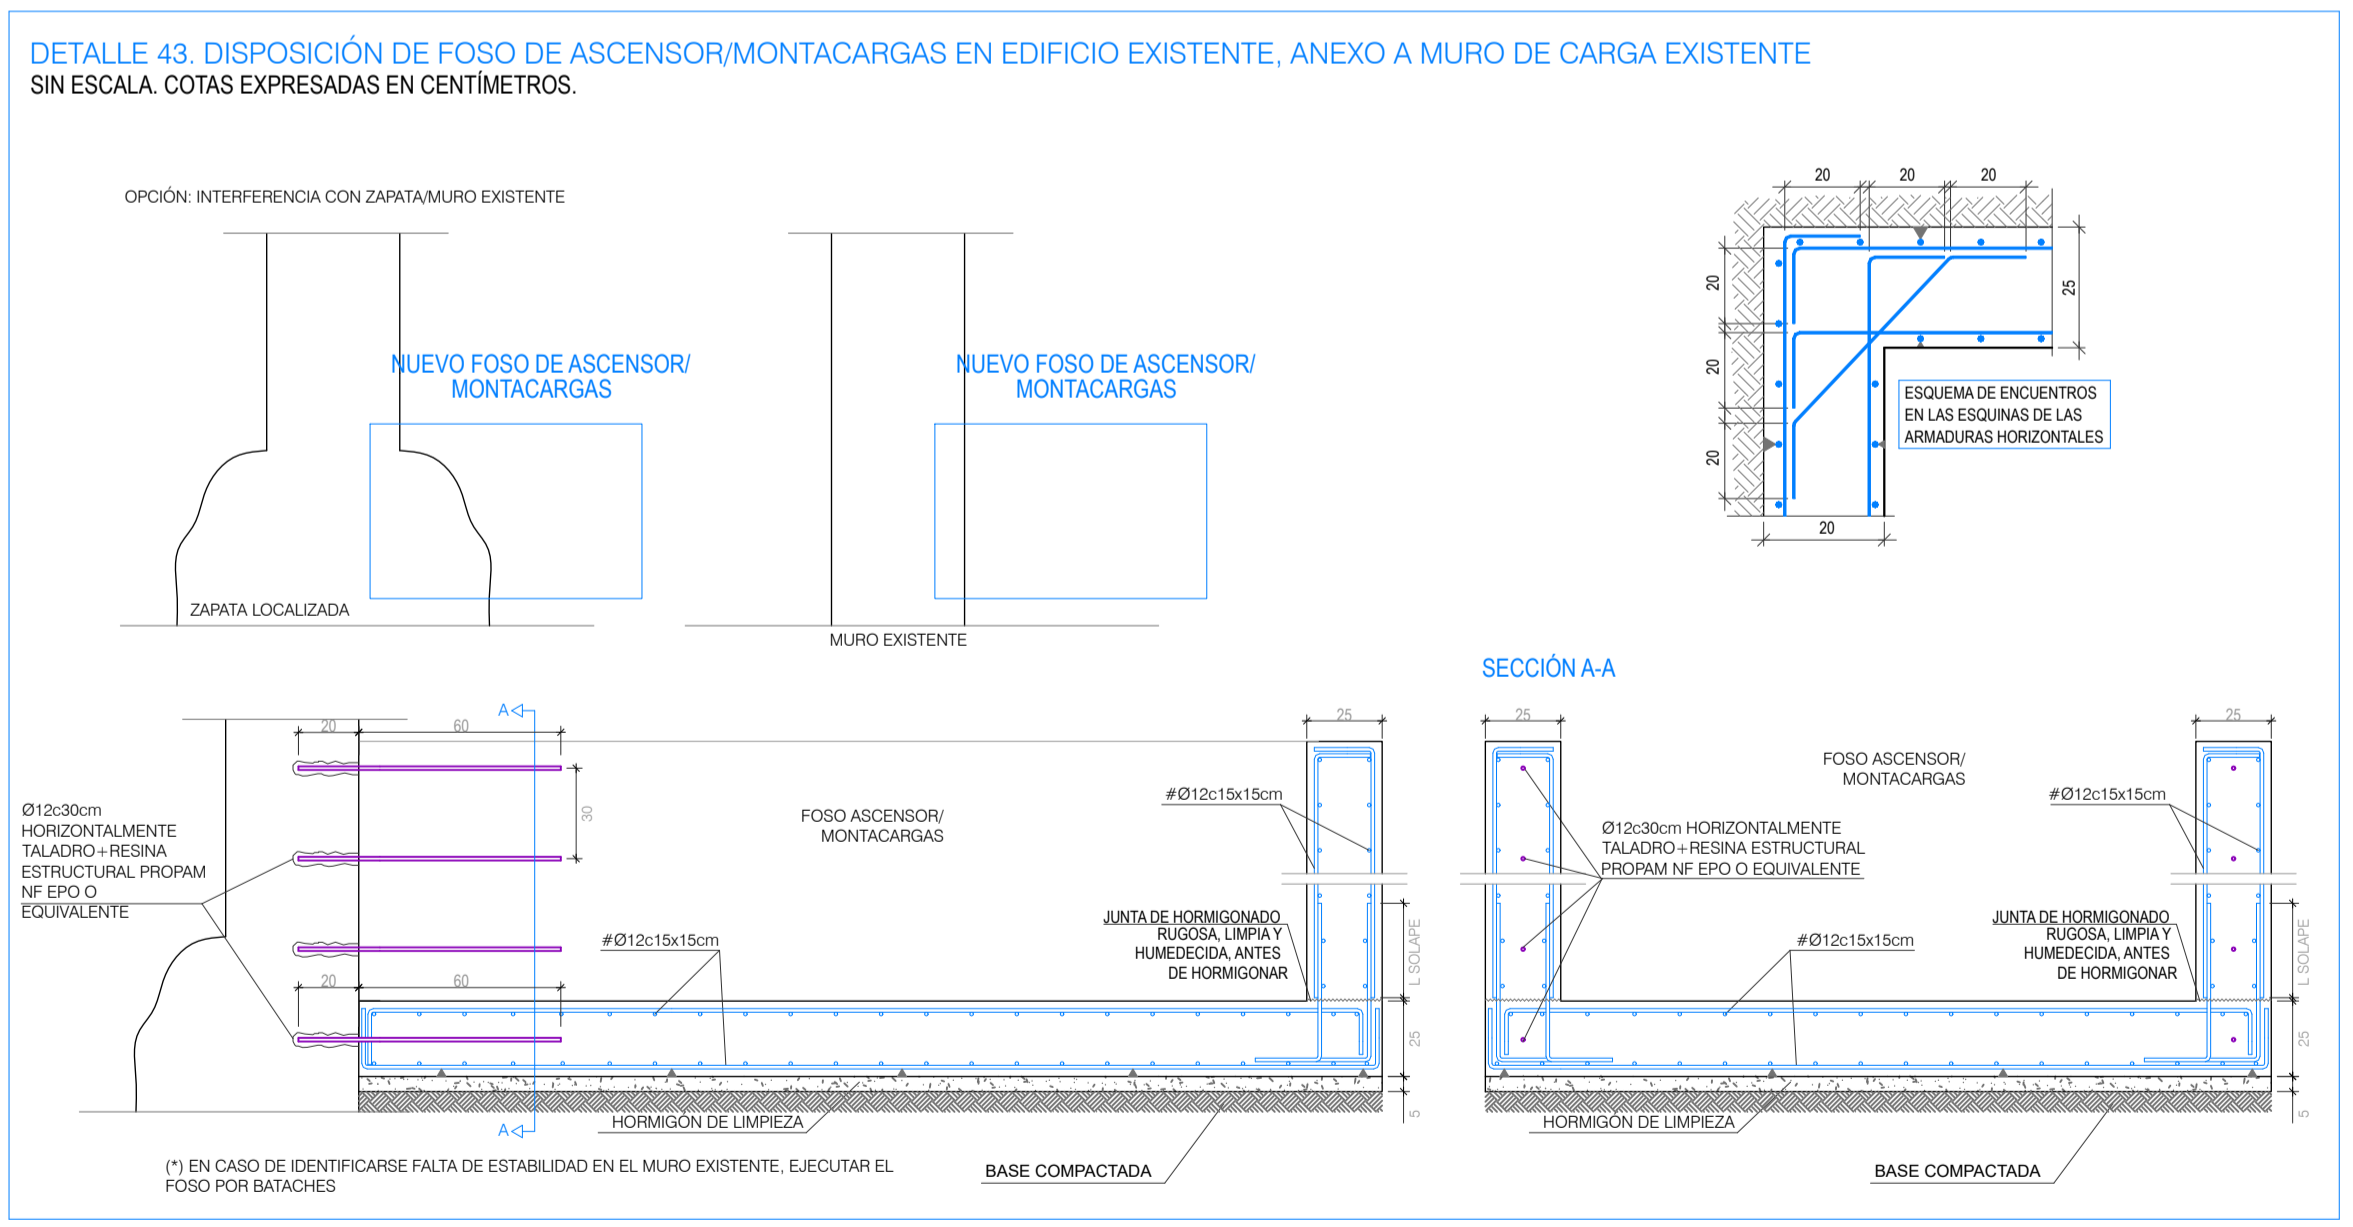 DETALLE 43. DISPOSICIÓN DE FOSO DE ASCENSOR/MONTACARGAS EN EDIFICIO EXISTENTE, ANEXO A MURO DE CARGA EXISTENTE
SIN ESCALA. COTAS EXPRESADAS EN CENTÍMETROS.
OPCIÓN: INTERFERENCIA CON ZAPATA/MURO EXISTENTE
NUEVO FOSO DE ASCENSOR/
MONTACARGAS
ZAPATA LOCALIZADA
NUEVO FOSO DE ASCENSOR/
MONTACARGAS
MURO EXISTENTE
20
20
20
20
20
20
25
20
ESQUEMA DE ENCUENTROS
EN LAS ESQUINAS DE LAS
ARMADURAS HORIZONTALES
A
20
60
30
Ø12c30cm
HORIZONTALMENTE
TALADRO+RESINA
ESTRUCTURAL PROPAM
NF EPO O
EQUIVALENTE
FOSO ASCENSOR/
MONTACARGAS
25
#Ø12c15x15cm
#Ø12c15x15cm
JUNTA DE HORMIGONADO
RUGOSA, LIMPIA Y
HUMEDECIDA, ANTES
DE HORMIGONAR
L SOLAPE
20
60
25
5
A
HORMIGÓN DE LIMPIEZA
BASE COMPACTADA
(*) EN CASO DE IDENTIFICARSE FALTA DE ESTABILIDAD EN EL MURO EXISTENTE, EJECUTAR EL
FOSO POR BATACHES
SECCIÓN A-A
25
25
FOSO ASCENSOR/
MONTACARGAS
#Ø12c15x15cm
Ø12c30cm HORIZONTALMENTE
TALADRO+RESINA ESTRUCTURAL
PROPAM NF EPO O EQUIVALENTE
#Ø12c15x15cm
JUNTA DE HORMIGONADO
RUGOSA, LIMPIA Y
HUMEDECIDA, ANTES
DE HORMIGONAR
L SOLAPE
25
5
HORMIGÓN DE LIMPIEZA
BASE COMPACTADA